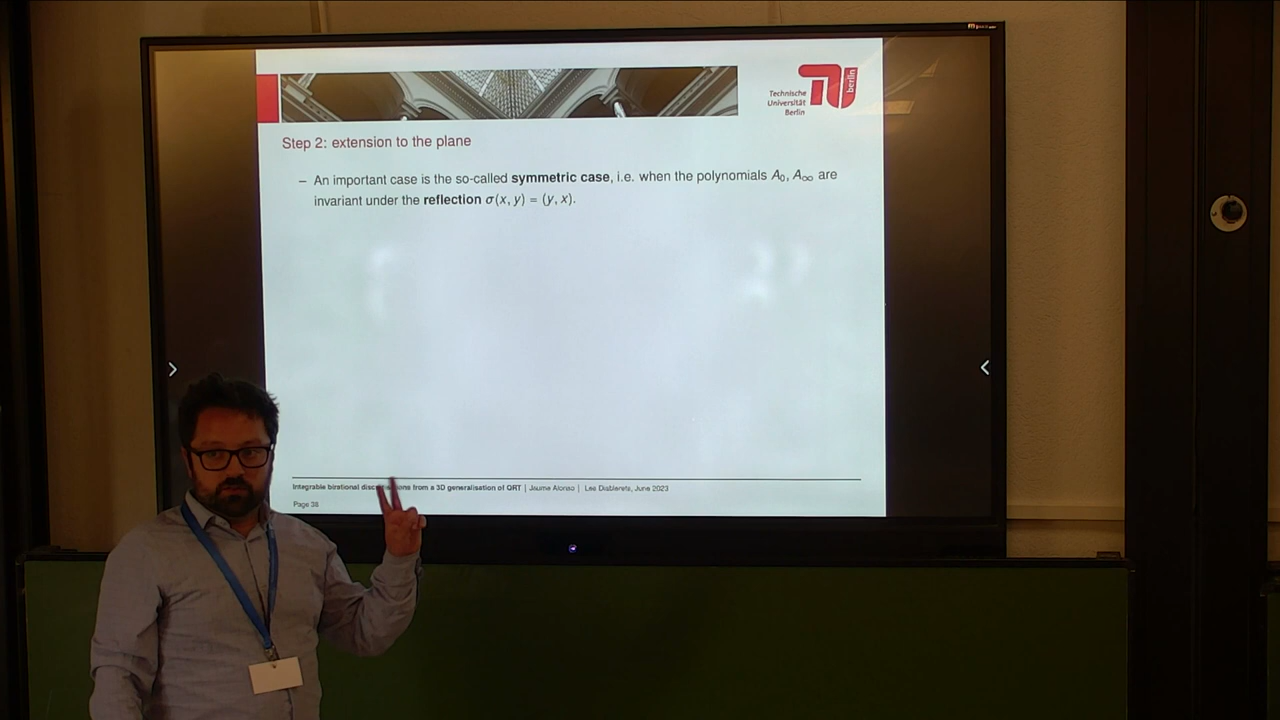 Technische
Universität
Berlin
berlin
Step 2: extension to the plane
– An important case is the so-called symmetric case, i.e. when the polynomials A₀, A∞ are
invariant under the reflection σ(x, y) = (y, x).
Integrable birational from a 3D generalisation of QRT | Jaume Alonso | Les Diablerets, June 2023
Page 38